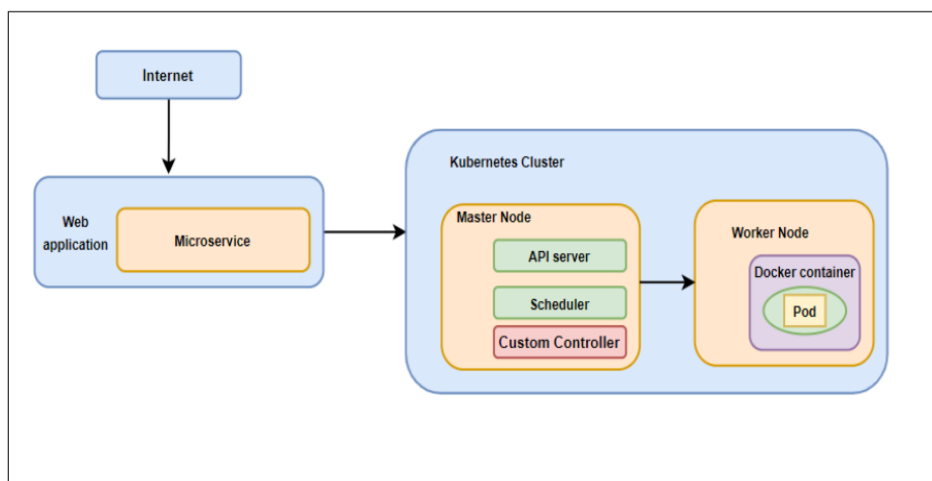 Internet
Web
application
Microservice
Kubernetes Cluster
Master Node
API server
Scheduler
Custom Controller
Worker Node
Docker container
Pod